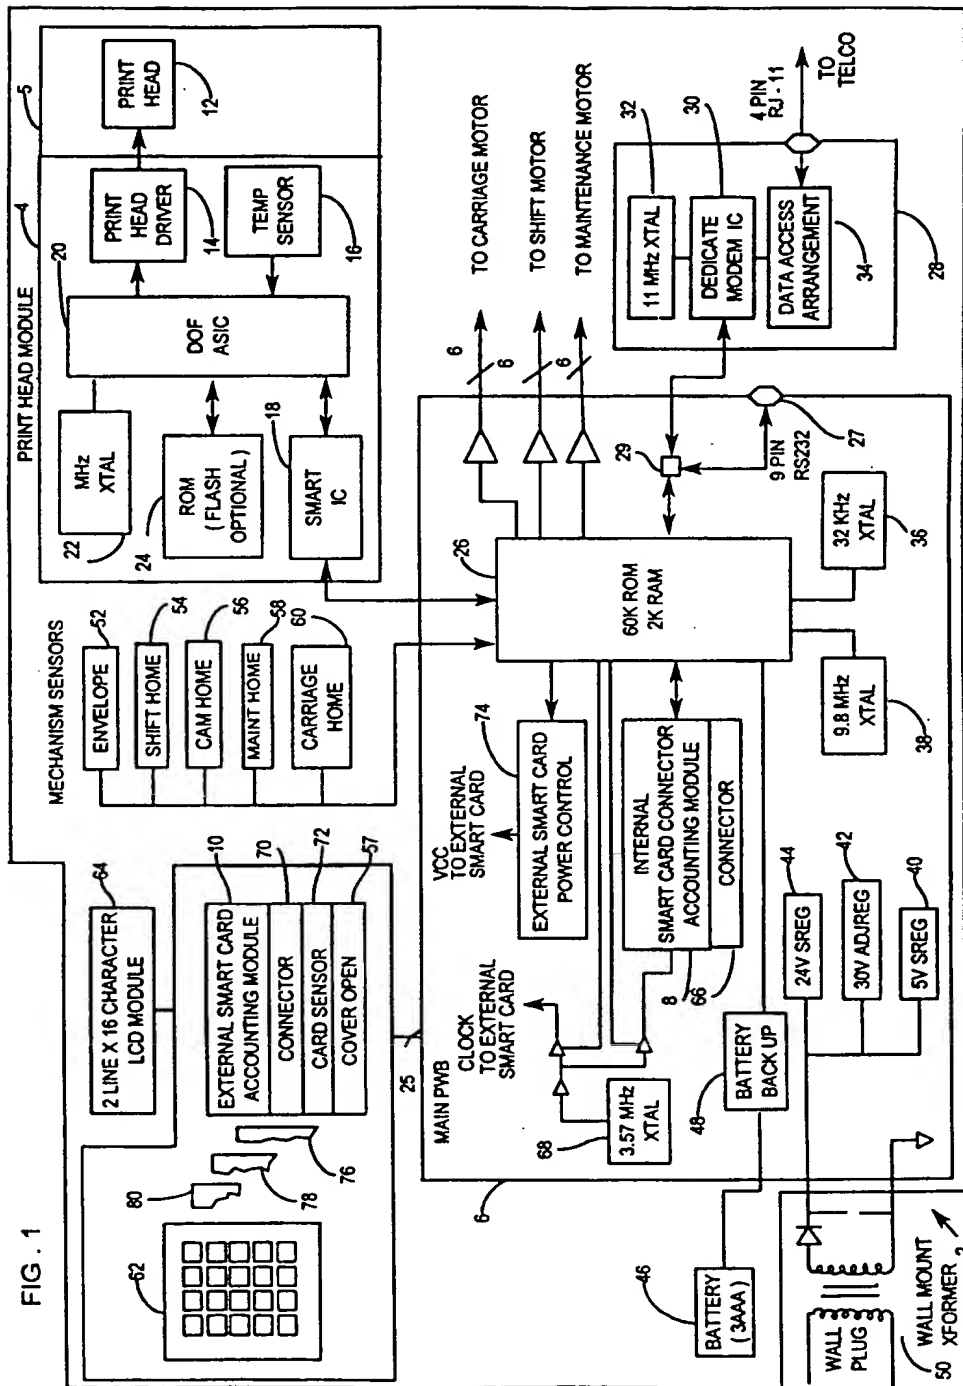 FIG . 1
62
80
78
76
2 LINE X 16 CHARACTER
LCD MODULE
64
EXTERNAL SMART CARD
ACCOUNTING MODULE
10
CONNECTOR
70
CARD SENSOR
72
COVER OPEN
57
25
MECHANISM SENSORS
ENVELOPE
52
SHIFT HOME
54
CAM HOME
56
MAINT HOME
58
CARRIAGE
HOME
60
PRINT HEAD MODULE
4
5
MHz
XTAL
22
ROM
( FLASH
OPTIONAL )
24
SMART
IC
18
DOF
ASIC
20
PRINT
HEAD
DRIVER
14
TEMP
SENSOR
16
PRINT
HEAD
12
MAIN PWB
6
CLOCK
TO EXTERNAL
SMART CARD
VCC
TO EXTERNAL
SMART CARD
EXTERNAL SMART CARD
POWER CONTROL
74
INTERNAL
SMART CARD CONNECTOR
ACCOUNTING MODULE
8
CONNECTOR
66
3.57 MHz
XTAL
68
BATTERY
BACK UP
48
BATTERY
( 3AAA )
46
60K ROM
2K RAM
26
6
6
6
TO CARRIAGE MOTOR
TO SHIFT MOTOR
TO MAINTENANCE MOTOR
29
9 PIN
RS232
27
32 KHz
XTAL
36
9.8 MHz
XTAL
38
11 MHz XTAL
32
DEDICATE
MODEM IC
30
DATA ACCESS
ARRANGEMENT
34
28
4 PIN
RJ - 11
TO
TELCO
24V SREG
44
30V ADJREG
42
5V SREG
40
WALL
PLUG
50
WALL MOUNT
XFORMER
2